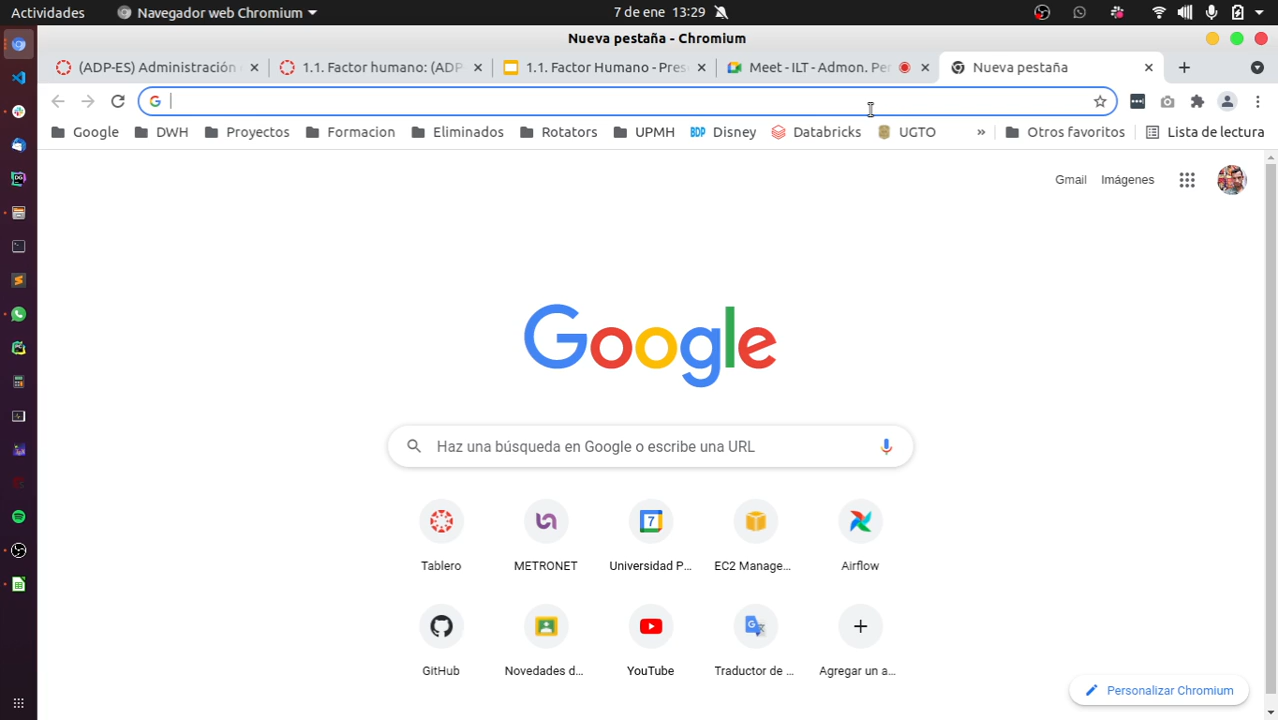 Actividades
Navegador web Chromium
7 de ene 13:29
Nueva pestaña - Chromium
(ADP-ES) Administración
1.1. Factor humano: (ADP
1.1. Factor Humano - Pres
Meet - ILT - Admon. Per
Nueva pestaña
Google
DWH
Proyectos
Formacion
Eliminados
Rotators
UPMH
BDP Disney
Databricks
UGTO
»
Otros favoritos
Lista de lectura
Gmail
Imágenes
Google
Haz una búsqueda en Google o escribe una URL
7
Tablero
METRONET
Universidad P...
EC2 Manage...
Airflow
GitHub
Novedades d...
YouTube
Traductor de ...
Agregar un a...
Personalizar Chromium